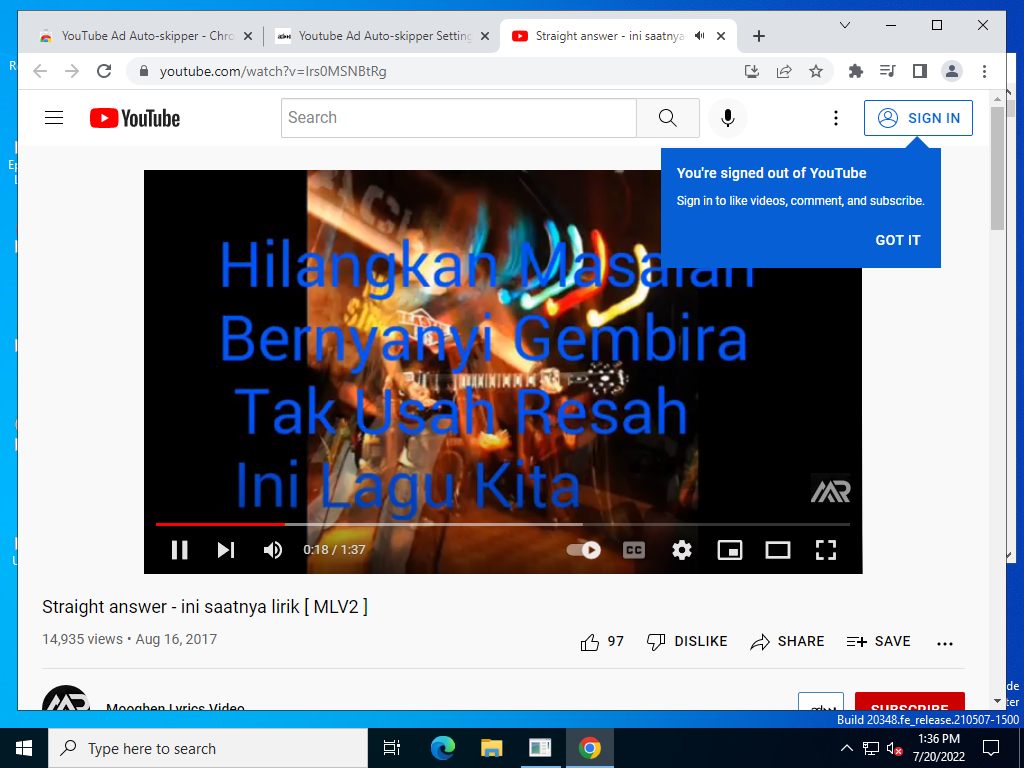 YouTube Ad Auto-skipper - Chro
Youtube Ad Auto-skipper Setting
Straight answer - ini saatnya
youtube.com/watch?v=Irs0MSNBtRg
YouTube
Search
SIGN IN
You're signed out of YouTube
Sign in to like videos, comment, and subscribe.
GOT IT
Hilangkan Masalah
Bernyanyi Gembira
Tak Usah Resah
Ini Lagu Kita
MR
0:18 / 1:37
CC
Straight answer - ini saatnya lirik [ MLV2 ]
14,935 views • Aug 16, 2017
97
DISLIKE
SHARE
SAVE
Mooghen Lyrics Video
SUBSCRIBE
Build 20348.fe_release.210507-1500
Type here to search
1:36 PM
7/20/2022